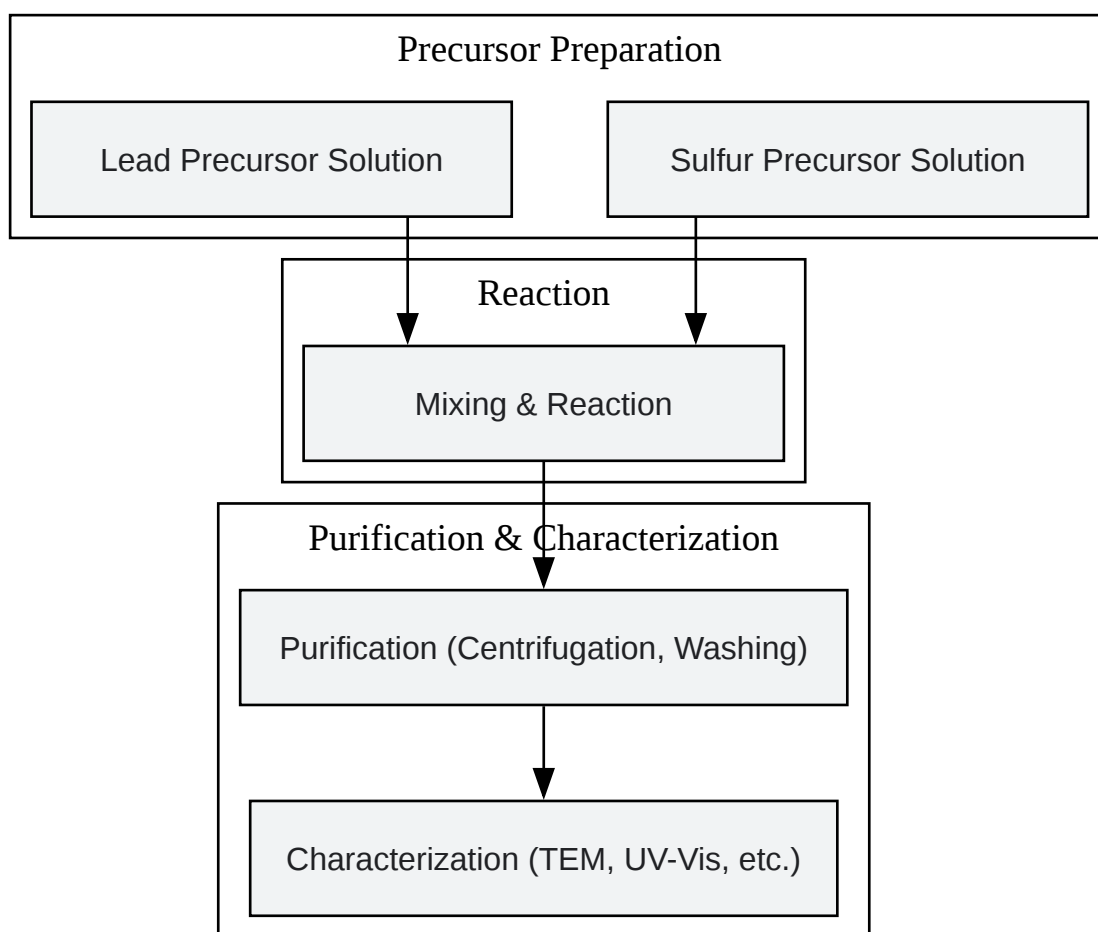 Precursor Preparation
Lead Precursor Solution
Sulfur Precursor Solution
Reaction
Mixing & Reaction
Purification & Characterization
Purification (Centrifugation, Washing)
Characterization (TEM, UV-Vis, etc.)